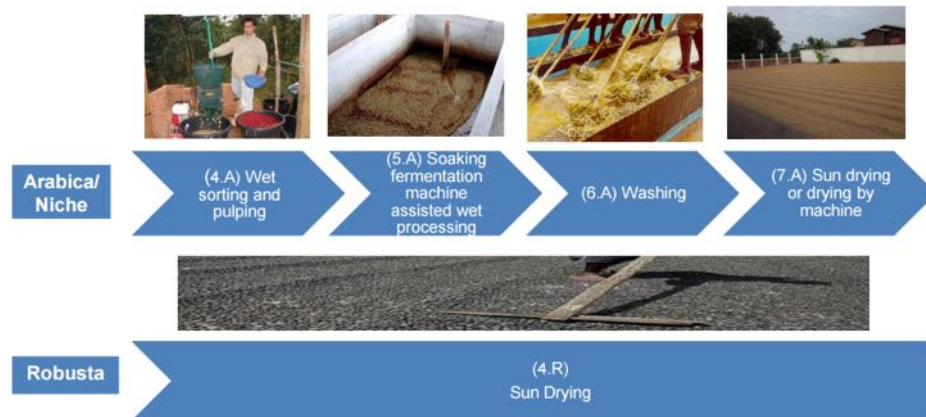 Arabica/
Niche
(4.A) Wet
sorting and
pulping
(5.A) Soaking
fermentation
machine
assisted wet
processing
(6.A) Washing
(7.A) Sun drying
or drying by
machine
Robusta
(4.R)
Sun Drying